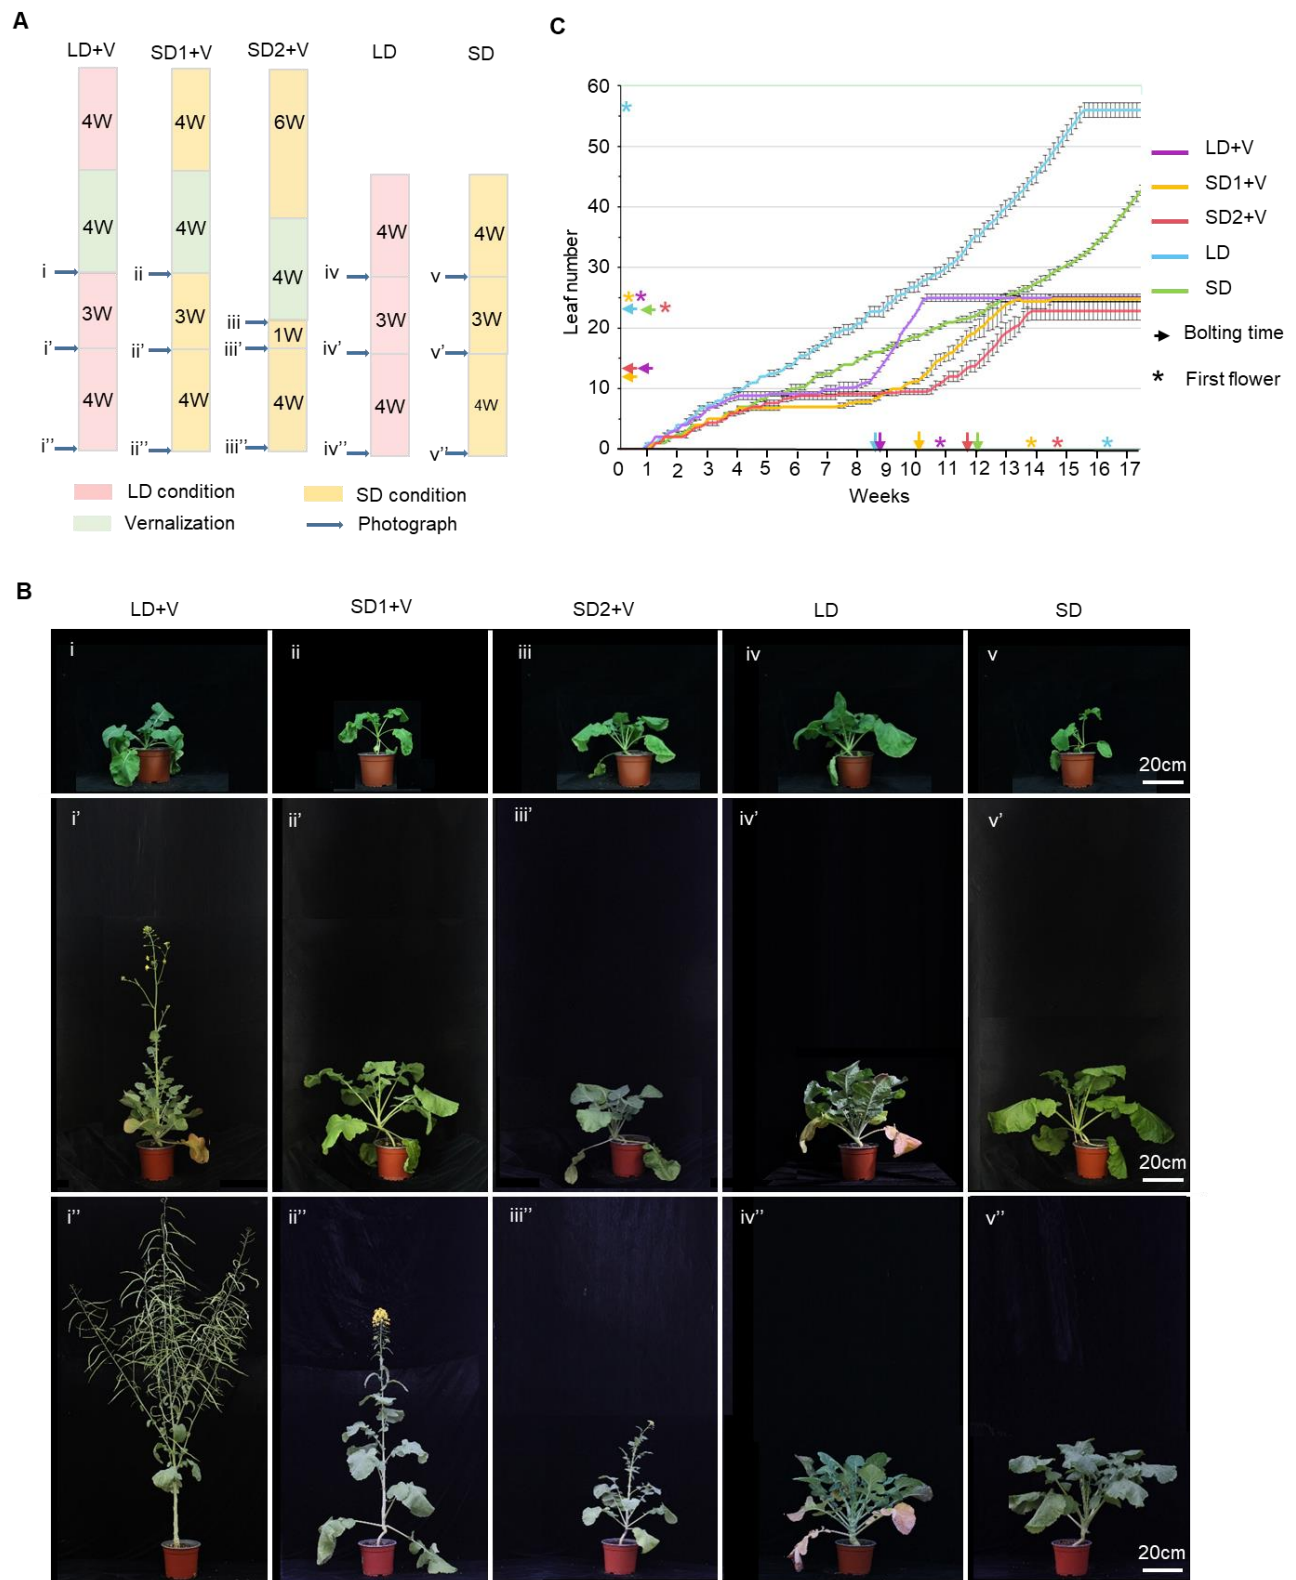 A
LD+V SD1+V SD2+V LD SD
4W 4W 6W
4W 4W 4W 4W 4W
i ii iii iv v
3W 3W 1W 3W 3W
i' ii' iii' iv' v'
4W 4W 4W 4W 4W
i'' ii'' iii'' iv'' v''
LD condition SD condition
Vernalization Photograph
C
60
50
40
30
20
10
0
Leaf number
0 1 2 3 4 5 6 7 8 9 10 11 12 13 14 15 16 17
Weeks
LD+V
SD1+V
SD2+V
LD
SD
Bolting time
* First flower
B
LD+V SD1+V SD2+V LD SD
i ii iii iv v
20cm
i' ii' iii' iv' v'
20cm
i'' ii'' iii'' iv'' v''
20cm